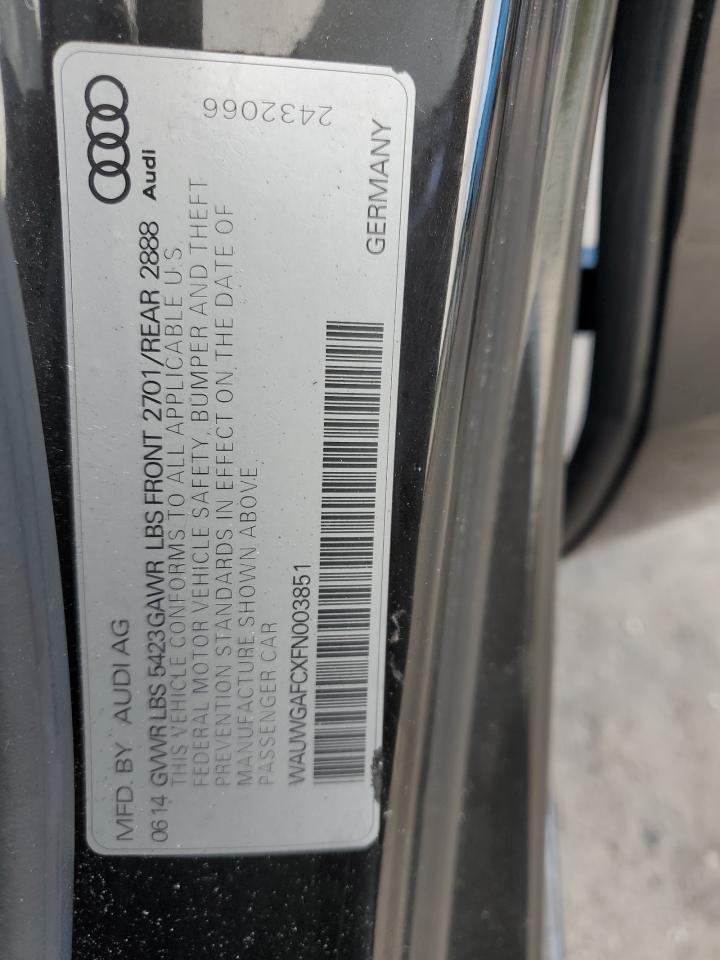 MFD. BY AUDI AG
06 14 GVWR LBS 5423 GAWR LBS FRONT 2701/REAR 2888
THIS VEHICLE CONFORMS TO ALL APPLICABLE U.S.
FEDERAL MOTOR VEHICLE SAFETY, BUMPER AND THEFT
PREVENTION STANDARDS IN EFFECT ON THE DATE OF
MANUFACTURE SHOWN ABOVE.
PASSENGER CAR
WAUWGAFCXFN003851
Audi
2432066
GERMANY